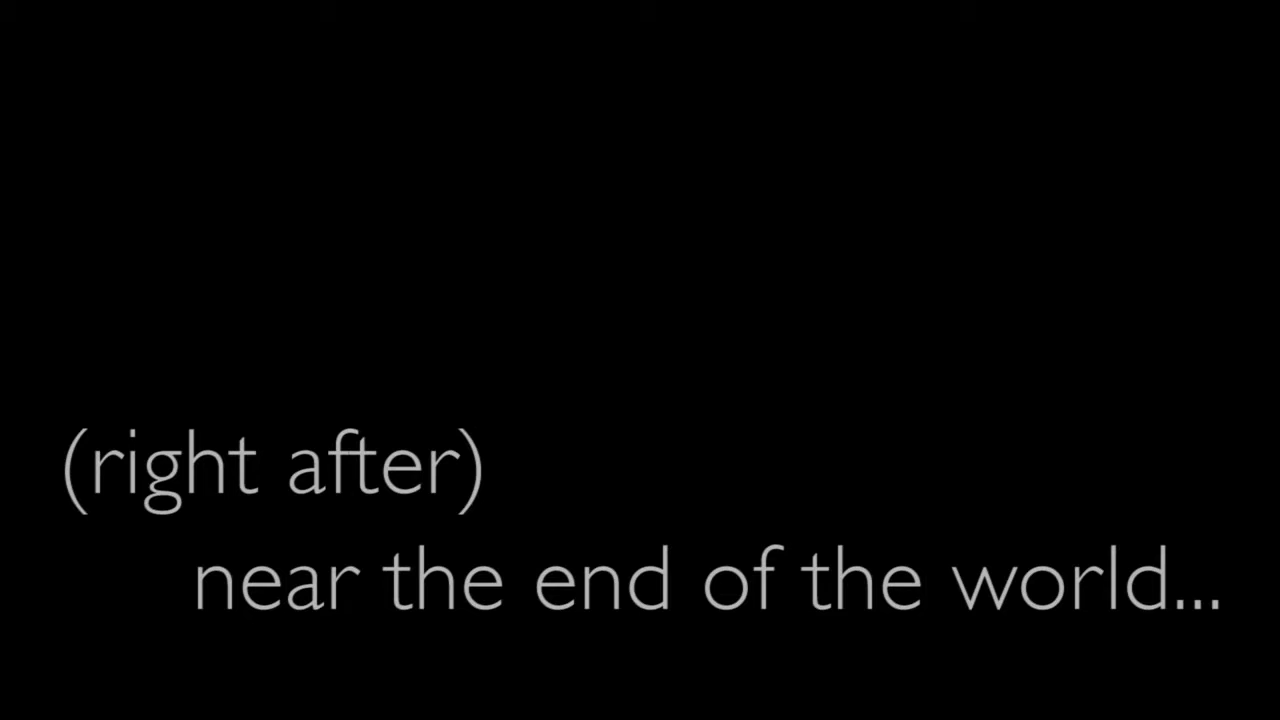 (right after)
near the end of the world...